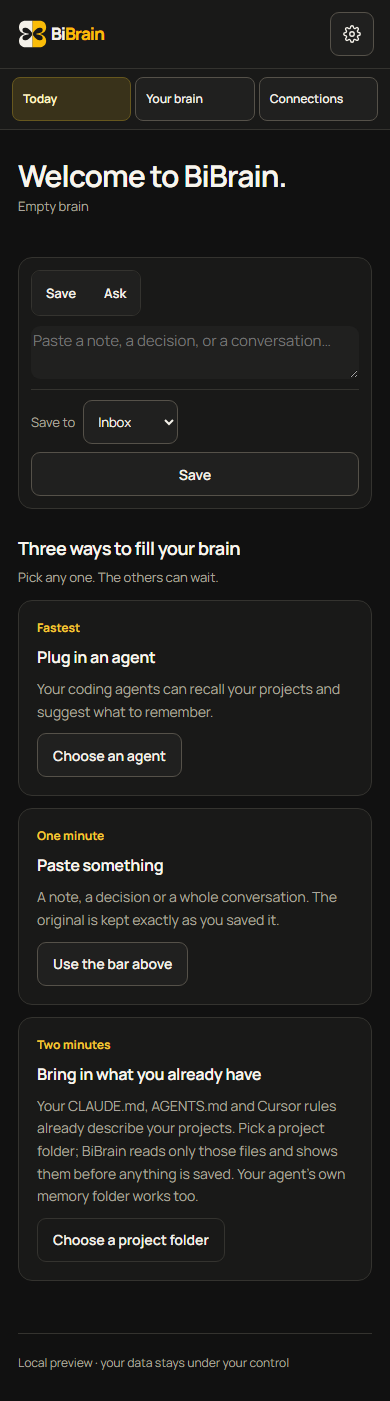 BiBrain
Today
Your brain
Connections
Welcome to BiBrain.
Empty brain
Save
Ask
Paste a note, a decision, or a conversation…
Save to
Inbox
Save
Three ways to fill your brain
Pick any one. The others can wait.
Fastest
Plug in an agent
Your coding agents can recall your projects and
suggest what to remember.
Choose an agent
One minute
Paste something
A note, a decision or a whole conversation. The
original is kept exactly as you saved it.
Use the bar above
Two minutes
Bring in what you already have
Your CLAUDE.md, AGENTS.md and Cursor rules
already describe your projects. Pick a project
folder; BiBrain reads only those files and shows
them before anything is saved. Your agent's own
memory folder works too.
Choose a project folder
Local preview · your data stays under your control